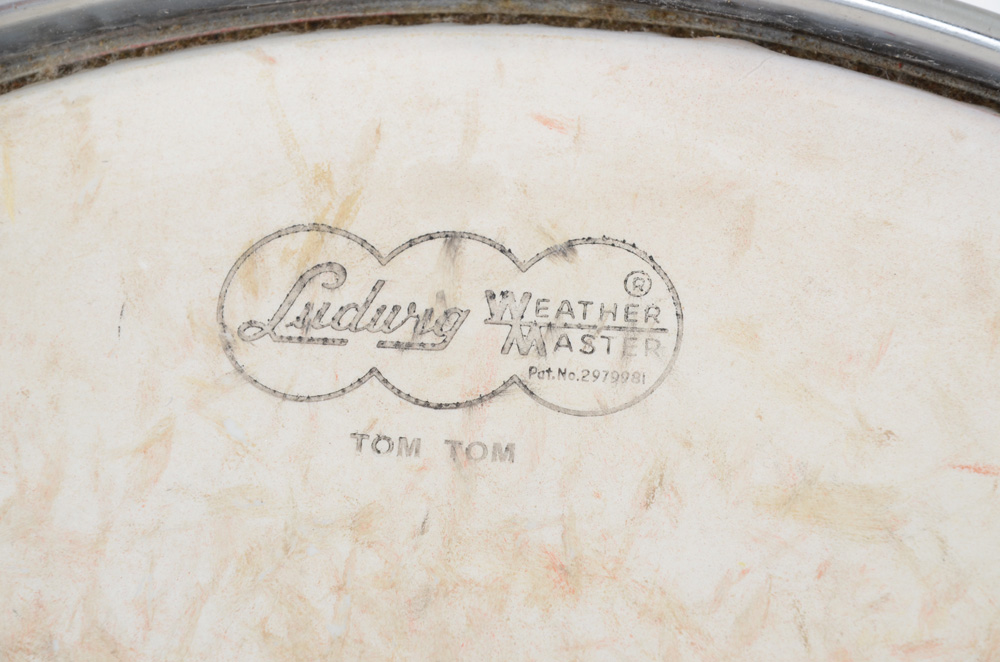 Ludwig
WEATHER ®
MASTER
Pat. No. 2979981
TOM TOM